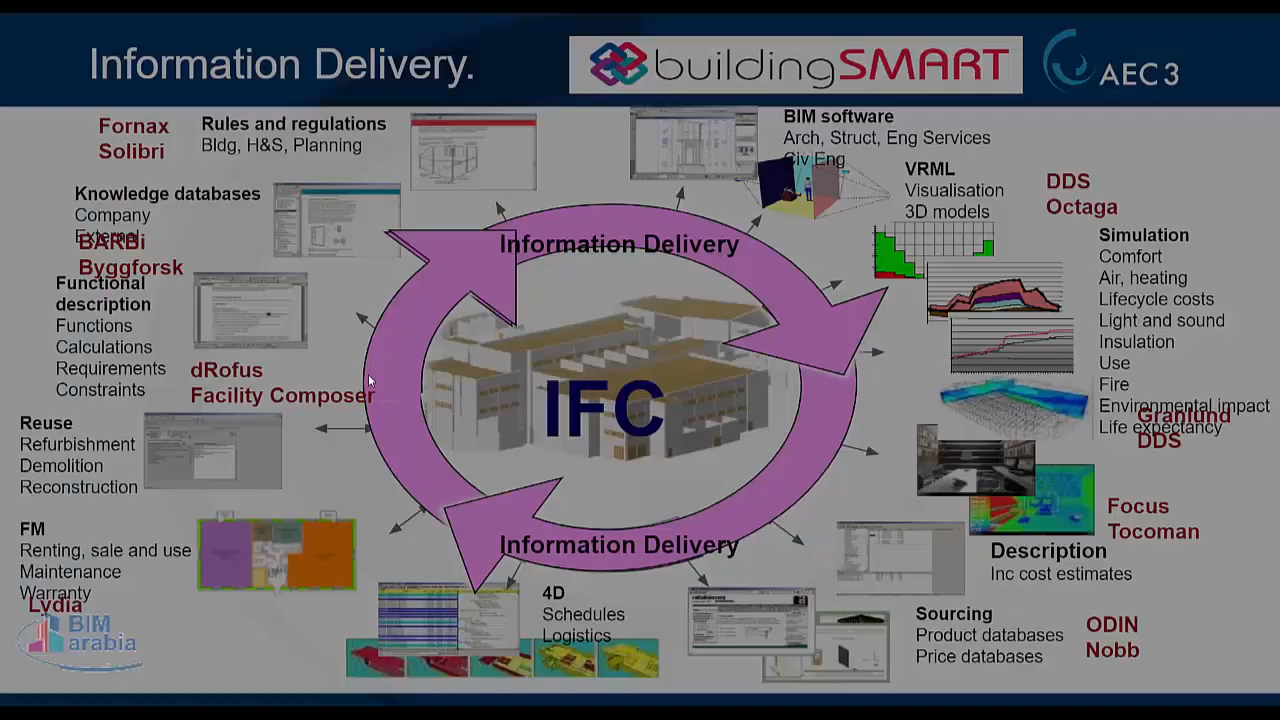 Information Delivery.
buildingSMART
AEC3
Fornax
Solibri
Rules and regulations
Bldg, H&S, Planning
BIM software
Arch, Struct, Eng Services
Civ Eng
VRML
Visualisation
3D models
DDS
Octaga
Knowledge databases
Company
External
BARBi
Byggforsk
Information Delivery
Simulation
Comfort
Air, heating
Lifecycle costs
Light and sound
Insulation
Use
Fire
Environmental impact
Life expectancy
Granlund
DDS
Functional
description
Functions
Calculations
Requirements
Constraints
dRofus
Facility Composer
IFC
Reuse
Refurbishment
Demolition
Reconstruction
Focus
Tocoman
Description
Inc cost estimates
FM
Renting, sale and use
Maintenance
Warranty
Lydia
Information Delivery
4D
Schedules
Logistics
Sourcing
Product databases
Price databases
ODIN
Nobb
BIM
arabia